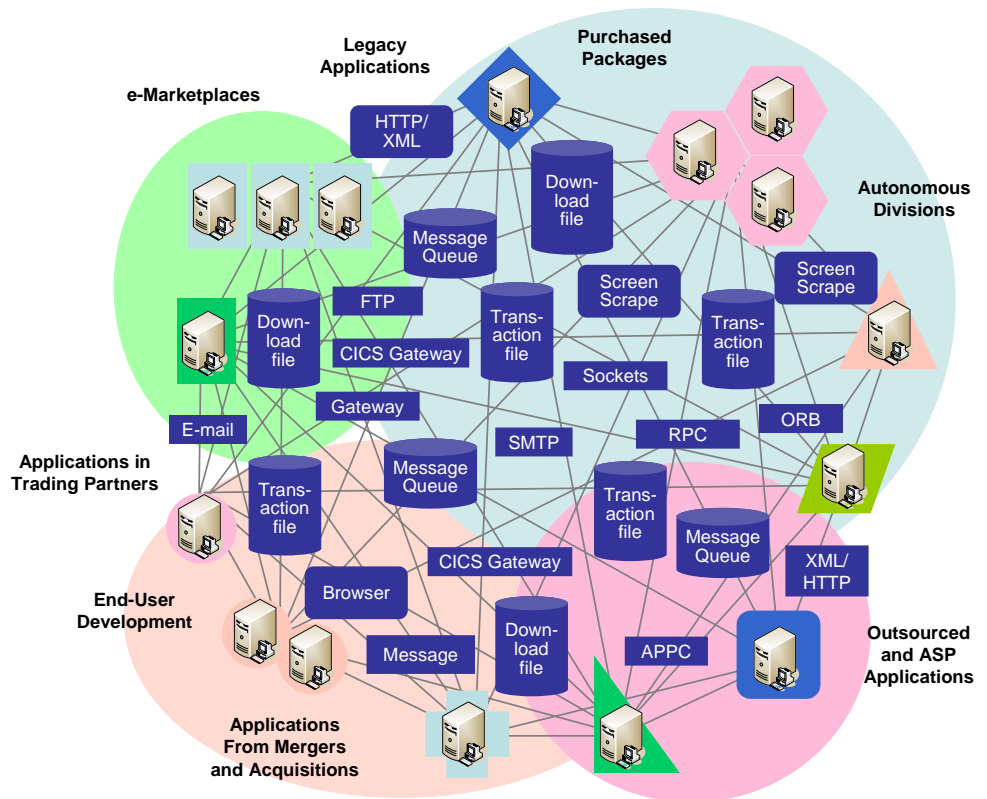 Legacy
Applications
Purchased
Packages
e-Marketplaces
HTTP/
XML
Down-
load
file
Autonomous
Divisions
Message
Queue
Screen
Scrape
Screen
Scrape
FTP
Down-
load
file
Trans-
action
file
Trans-
action
file
CICS Gateway
Sockets
Gateway
E-mail
SMTP
RPC
ORB
Applications in
Trading Partners
Message
Queue
Trans-
action
file
Trans-
action
file
Message
Queue
CICS Gateway
XML/
HTTP
End-User
Development
Browser
Down-
load
file
Message
APPC
Outsourced
and ASP
Applications
Applications
From Mergers
and Acquisitions